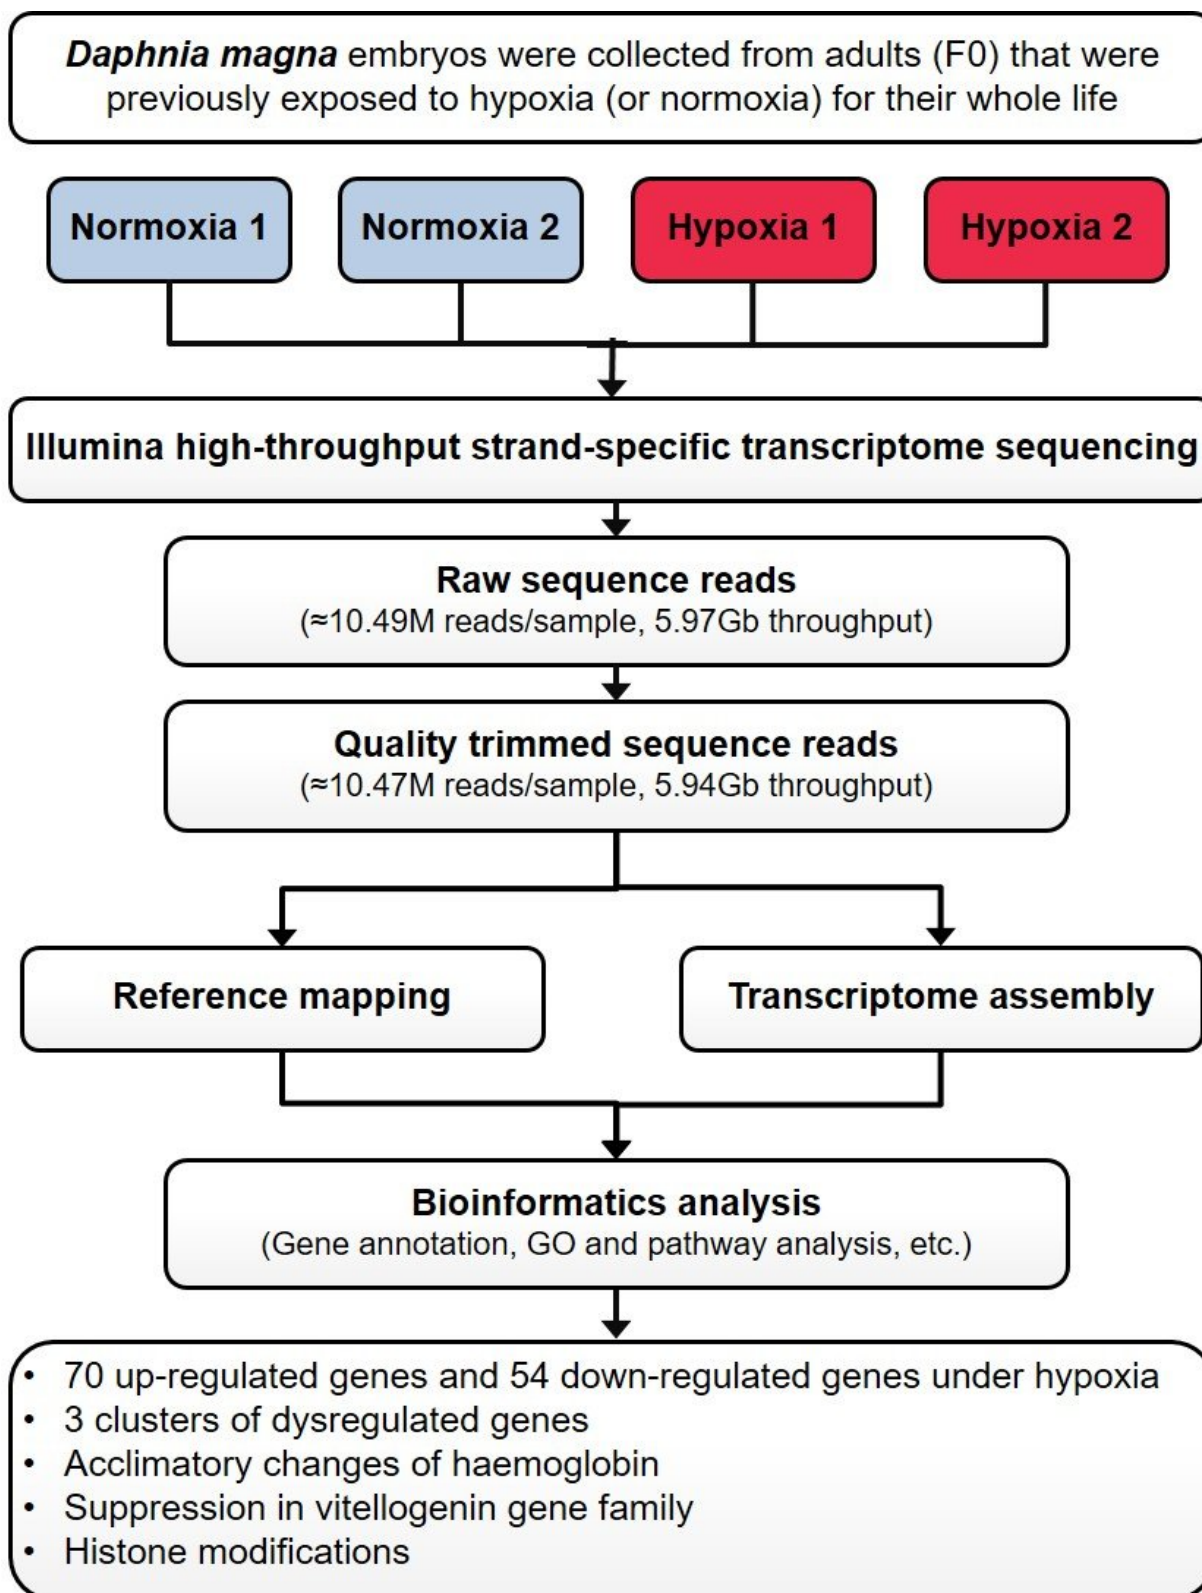 Daphnia magna embryos were collected from adults (F0) that were
previously exposed to hypoxia (or normoxia) for their whole life
Normoxia 1
Normoxia 2
Hypoxia 1
Hypoxia 2
Illumina high-throughput strand-specific transcriptome sequencing
Raw sequence reads
(≈10.49M reads/sample, 5.97Gb throughput)
Quality trimmed sequence reads
(≈10.47M reads/sample, 5.94Gb throughput)
Reference mapping
Transcriptome assembly
Bioinformatics analysis
(Gene annotation, GO and pathway analysis, etc.)
• 70 up-regulated genes and 54 down-regulated genes under hypoxia
• 3 clusters of dysregulated genes
• Acclimatory changes of haemoglobin
• Suppression in vitellogenin gene family
• Histone modifications